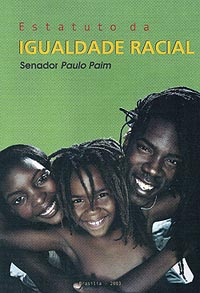 Estatuto da
IGUALDADE RACIAL
Senador Paulo Paim
Brasília - 2003